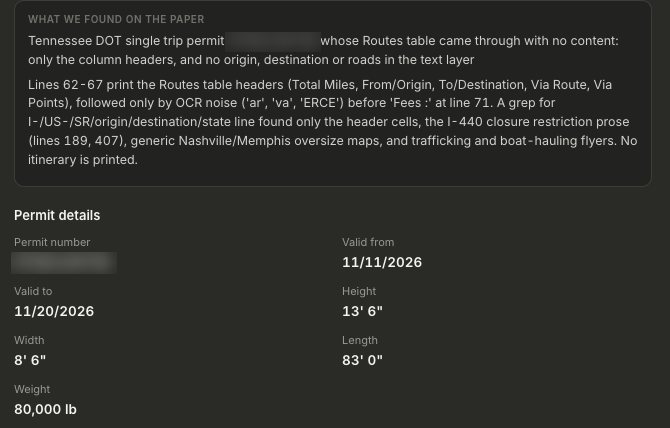 WHAT WE FOUND ON THE PAPER
Tennessee DOT single trip permit whose Routes table came through with no content:
only the column headers, and no origin, destination or roads in the text layer
Lines 62-67 print the Routes table headers (Total Miles, From/Origin, To/Destination, Via Route, Via
Points), followed only by OCR noise ('ar', 'va', 'ERCE') before 'Fees :' at line 71. A grep for
I-/US-/SR/origin/destination/state line found only the header cells, the I-440 closure restriction prose
(lines 189, 407), generic Nashville/Memphis oversize maps, and trafficking and boat-hauling flyers. No
itinerary is printed.
Permit details
Permit number
Valid from
11/11/2026
Valid to
Height
11/20/2026
13' 6"
Width
Length
8' 6"
83' 0"
Weight
80,000 lb